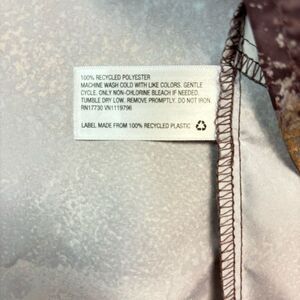 100% RECYCLED POLYESTER
MACHINE WASH COLD WITH LIKE COLORS. GENTLE
CYCLE. ONLY NON-CHLORINE BLEACH IF NEEDED.
TUMBLE DRY LOW. REMOVE PROMPTLY. DO NOT IRON.
RN17730 VN1119796
LABEL MADE FROM 100% RECYCLED PLASTIC